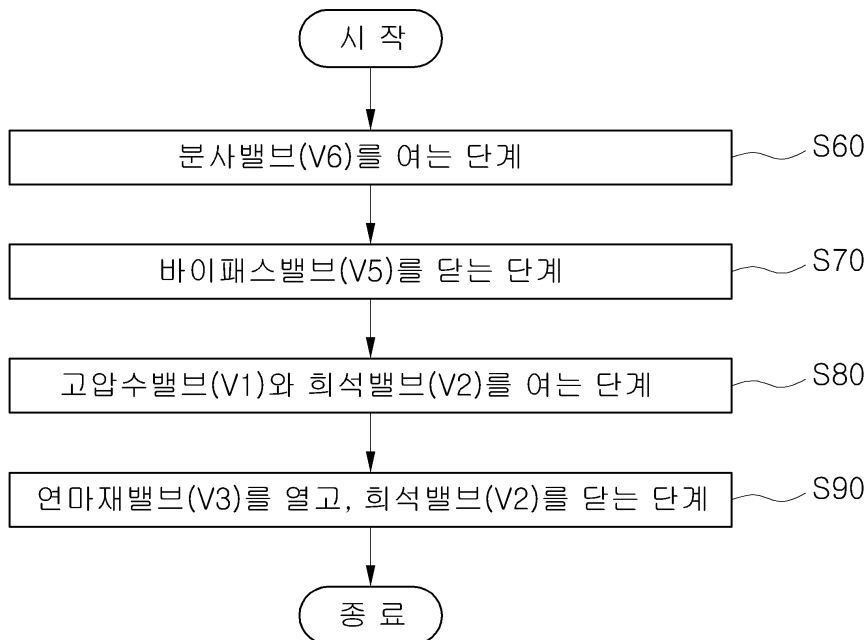 시 작
분사밸브(V6)를 여는 단계
S60
바이패스밸브(V5)를 닫는 단계
S70
고압수밸브(V1)와 희석밸브(V2)를 여는 단계
S80
연마재밸브(V3)를 열고, 희석밸브(V2)를 닫는 단계
S90
종 료